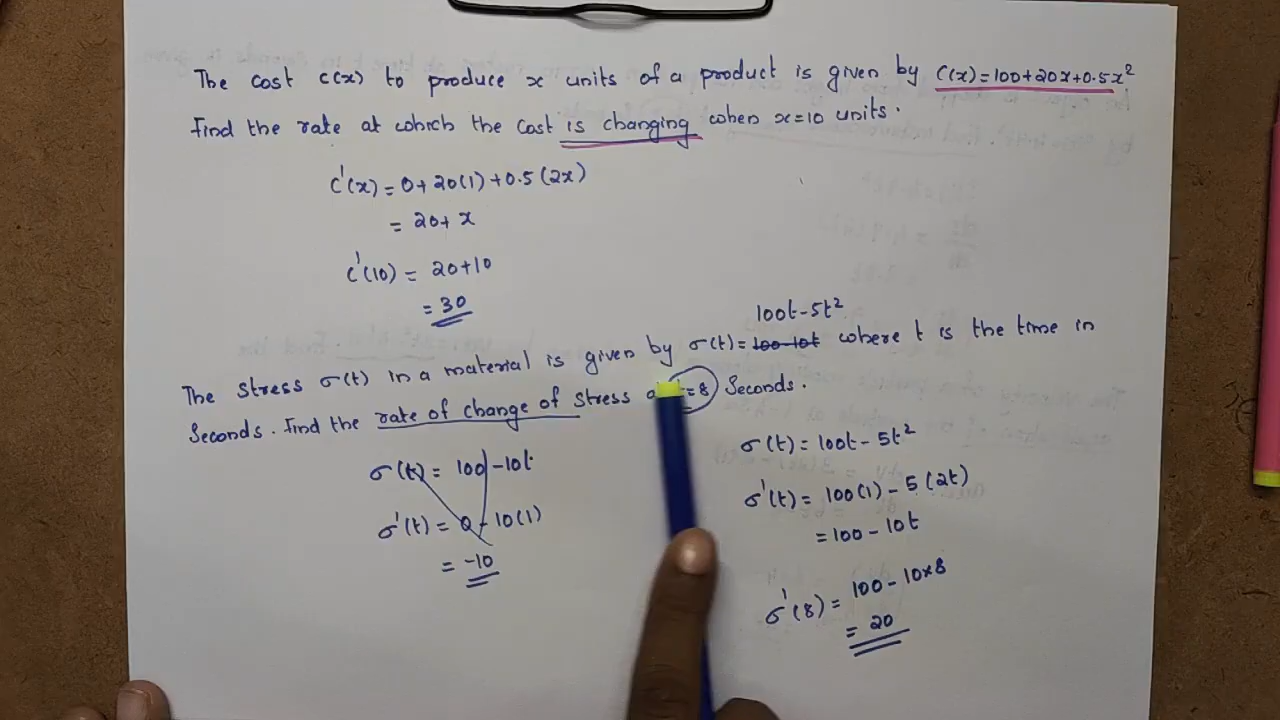 The cost C(x) to produce x units of a product is given by C(x)=100+20x+0.5x²
Find the rate at which the cost is changing when x=10 units.
C'(x)=0+20(1)+0.5(2x)
= 20+x
C'(10) = 20+10
= 30
100t-5t²
The stress σ(t) in a material is given by σ(t)=100-10t where t is the time in
Seconds. Find the rate of change of stress =8 Seconds.
σ(t) = 100-10t
σ'(t) = 0-10(1)
= -10
σ(t)=100t-5t²
σ'(t)= 100(1)-5(2t)
=100-10t
σ'(8)= 100-10×8
= 20